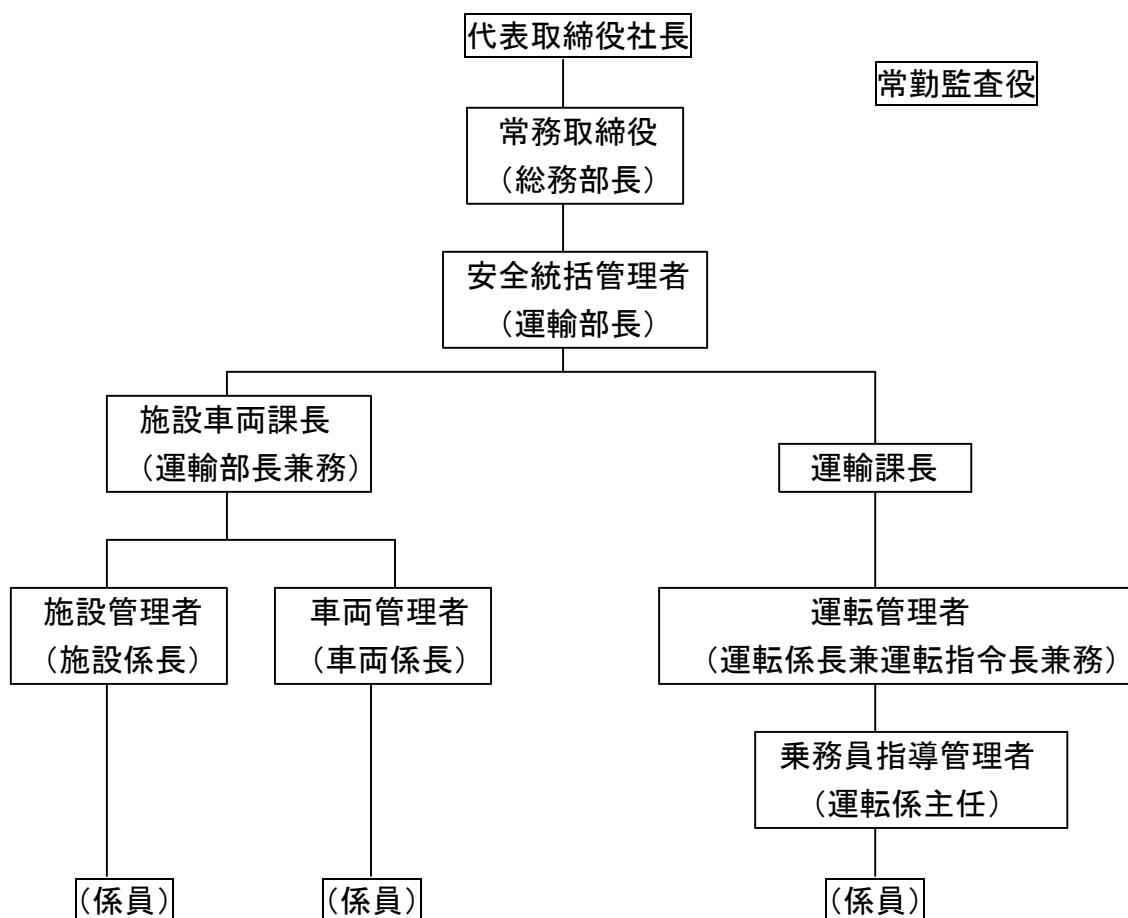 代表取締役社長
常勤監査役
常務取締役
（総務部長）
安全統括管理者
（運輸部長）
施設車両課長
（運輸部長兼務）
運輸課長
施設管理者
（施設係長）
車両管理者
（車両係長）
運転管理者
（運転係長兼運転指令長兼務）
乗務員指導管理者
（運転係主任）
（係員）
（係員）
（係員）